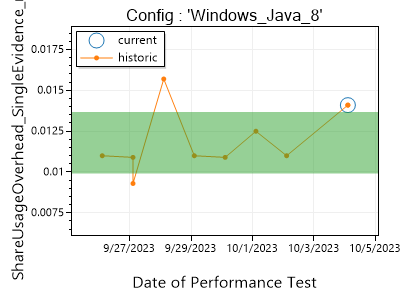 Config : 'Windows_Java_8'
ShareUsageOverhead_SingleEvidence_
current
historic
0.0175
0.015
0.0125
0.01
0.0075
9/27/2023
9/29/2023
10/1/2023
10/3/2023
10/5/2023
Date of Performance Test